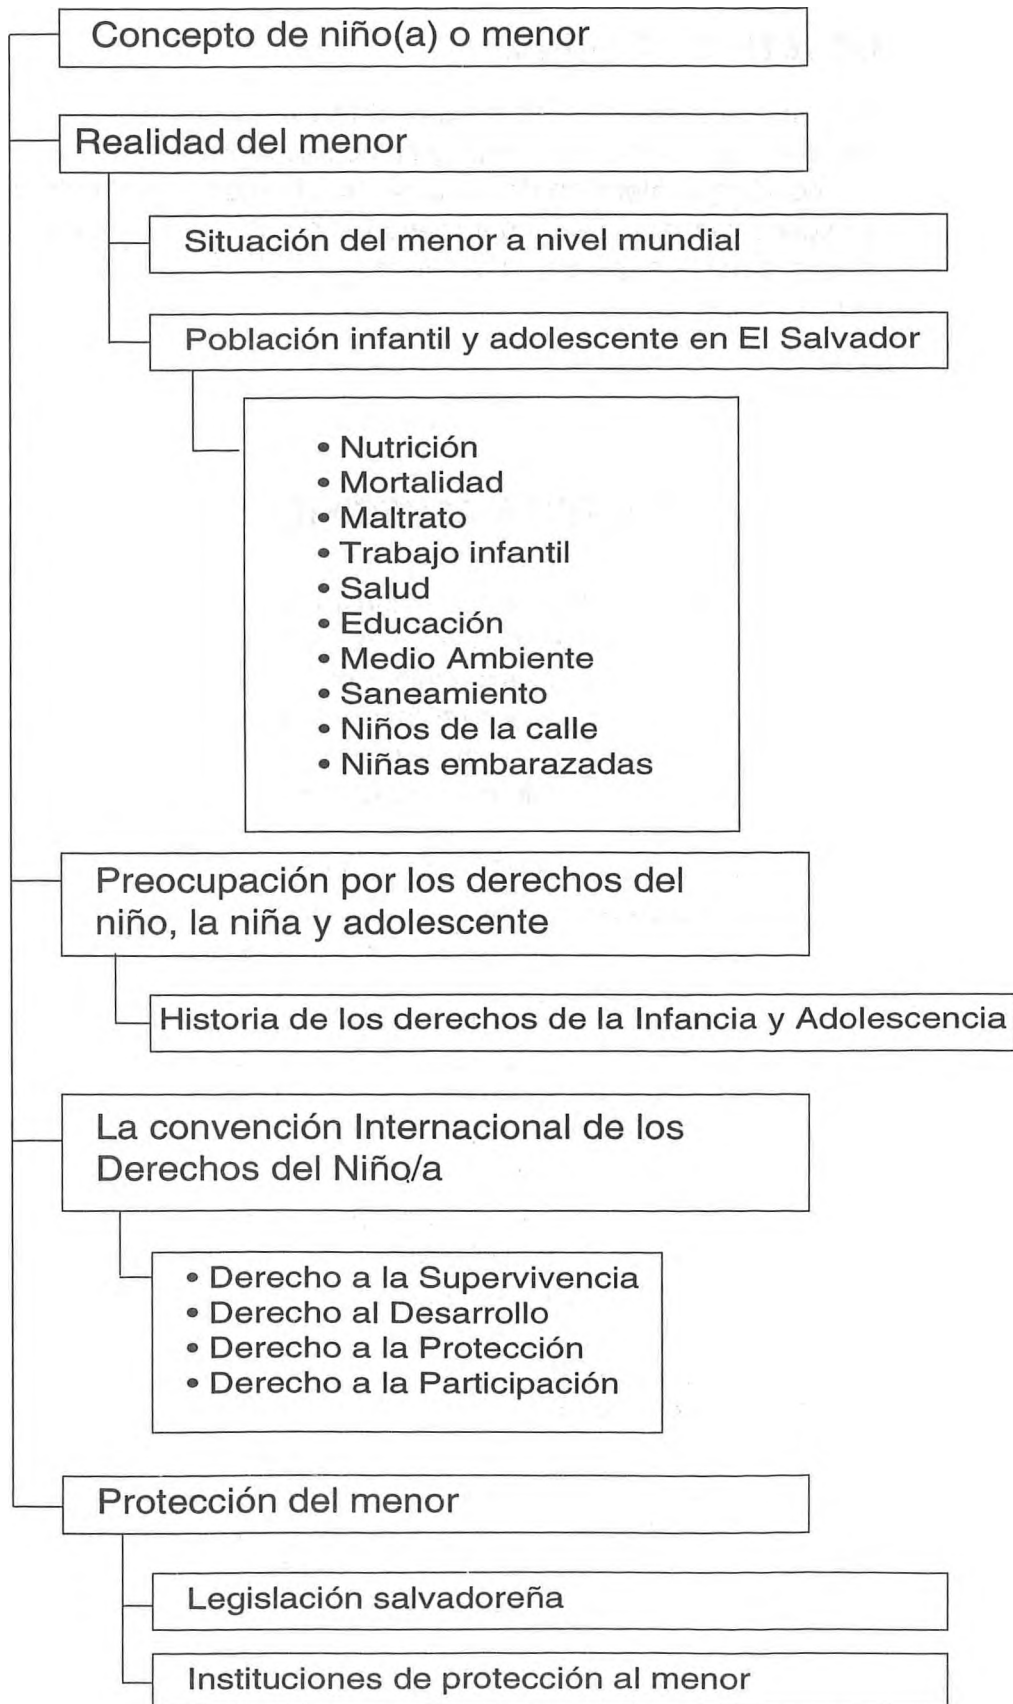 Concepto de niño(a) o menor
Realidad del menor
Situación del menor a nivel mundial
Población infantil y adolescente en El Salvador
• Nutrición
• Mortalidad
• Maltrato
• Trabajo infantil
• Salud
• Educación
• Medio Ambiente
• Saneamiento
• Niños de la calle
• Niñas embarazadas
Preocupación por los derechos del
niño, la niña y adolescente
Historia de los derechos de la Infancia y Adolescencia
La convención Internacional de los
Derechos del Niño/a
• Derecho a la Supervivencia
• Derecho al Desarrollo
• Derecho a la Protección
• Derecho a la Participación
Protección del menor
Legislación salvadoreña
Instituciones de protección al menor